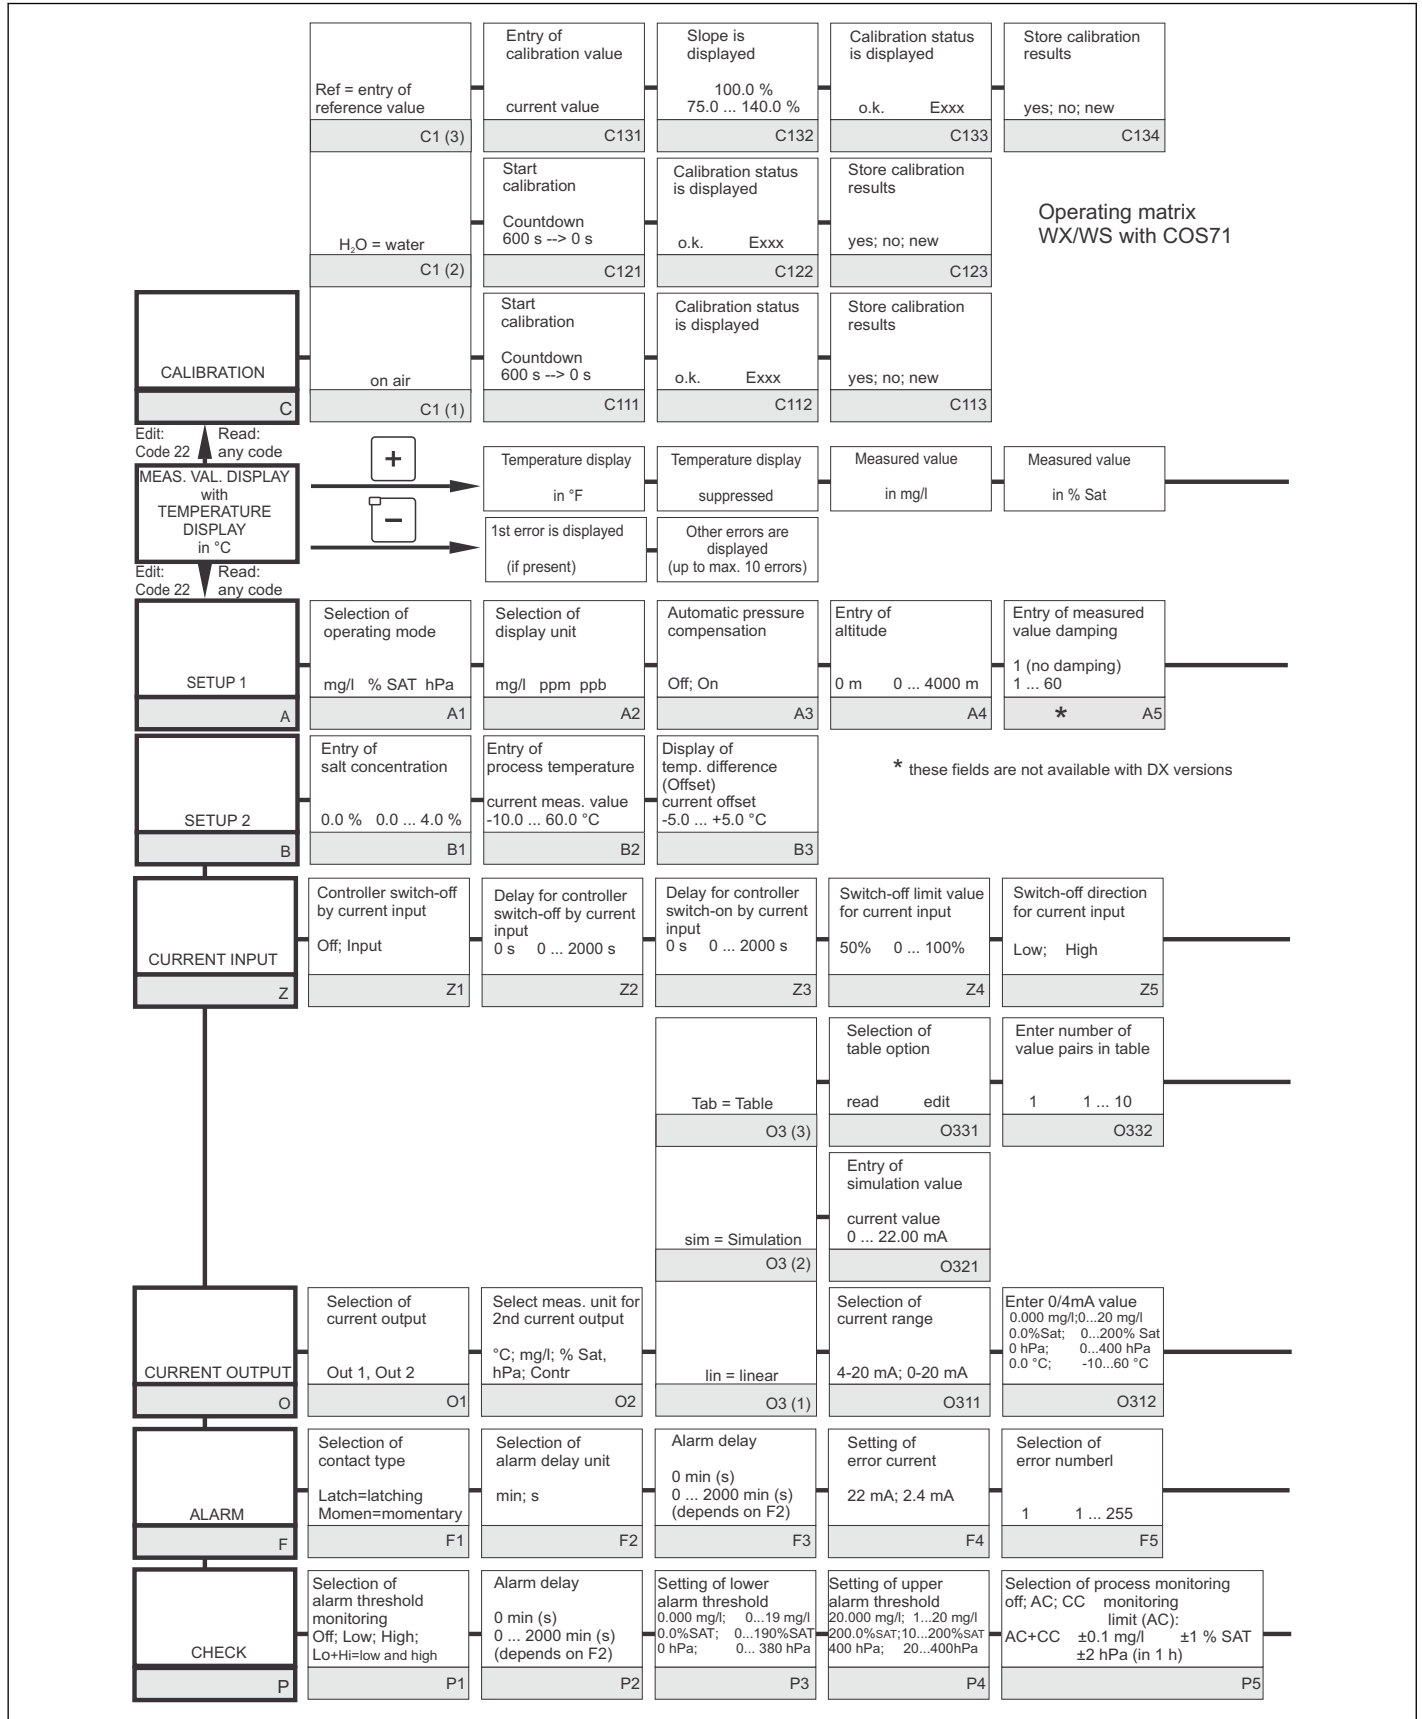 Ref = entry of
reference value
C1 (3)
Entry of
calibration value
current value
C131
Slope is
displayed
100.0 %
75.0 ... 140.0 %
C132
Calibration status
is displayed
o.k. Exxx
C133
Store calibration
results
yes; no; new
C134
H2O = water
C1 (2)
Start
calibration
Countdown
600 s --> 0 s
C121
Calibration status
is displayed
o.k. Exxx
C122
Store calibration
results
yes; no; new
C123
Operating matrix
WX/WS with COS71
CALIBRATION
C
on air
C1 (1)
Start
calibration
Countdown
600 s --> 0 s
C111
Calibration status
is displayed
o.k. Exxx
C112
Store calibration
results
yes; no; new
C113
Edit:
Code 22
Read:
any code
MEAS. VAL. DISPLAY
with
TEMPERATURE
DISPLAY
in °C
+
Temperature display
in °F
Temperature display
suppressed
Measured value
in mg/l
Measured value
in % Sat
−
1st error is displayed
(if present)
Other errors are
displayed
(up to max. 10 errors)
Edit:
Code 22
Read:
any code
SETUP 1
A
Selection of
operating mode
mg/l % SAT hPa
A1
Selection of
display unit
mg/l ppm ppb
A2
Automatic pressure
compensation
Off; On
A3
Entry of
altitude
0 m 0 ... 4000 m
A4
Entry of measured
value damping
1 (no damping)
1 ... 60
* A5
SETUP 2
B
Entry of
salt concentration
0.0 % 0.0 ... 4.0 %
B1
Entry of
process temperature
current meas. value
-10.0 ... 60.0 °C
B2
Display of
temp. difference
(Offset)
current offset
-5.0 ... +5.0 °C
B3
* these fields are not available with DX versions
CURRENT INPUT
Z
Controller switch-off
by current input
Off; Input
Z1
Delay for controller
switch-off by current
input
0 s 0 ... 2000 s
Z2
Delay for controller
switch-on by current
input
0 s 0 ... 2000 s
Z3
Switch-off limit value
for current input
50% 0 ... 100%
Z4
Switch-off direction
for current input
Low; High
Z5
Tab = Table
O3 (3)
Selection of
table option
read edit
O331
Enter number of
value pairs in table
1 1 ... 10
O332
sim = Simulation
O3 (2)
Entry of
simulation value
current value
0 ... 22.00 mA
O321
CURRENT OUTPUT
O
Selection of
current output
Out 1, Out 2
O1
Select meas. unit for
2nd current output
°C; mg/l; % Sat,
hPa; Contr
O2
lin = linear
O3 (1)
Selection of
current range
4-20 mA; 0-20 mA
O311
Enter 0/4mA value
0.000 mg/l;0...20 mg/l
0.0%Sat; 0...200% Sat
0 hPa; 0...400 hPa
0.0 °C; -10...60 °C
O312
ALARM
F
Selection of
contact type
Latch=latching
Momen=momentary
F1
Selection of
alarm delay unit
min; s
F2
Alarm delay
0 min (s)
0 ... 2000 min (s)
(depends on F2)
F3
Setting of
error current
22 mA; 2.4 mA
F4
Selection of
error numberl
1 1 ... 255
F5
CHECK
P
Selection of
alarm threshold
monitoring
Off; Low; High;
Lo+Hi=low and high
P1
Alarm delay
0 min (s)
0 ... 2000 min (s)
(depends on F2)
P2
Setting of lower
alarm threshold
0.000 mg/l; 0...19 mg/l
0.0%SAT; 0...190%SAT
0 hPa; 0... 380 hPa
P3
Setting of upper
alarm threshold
20.000 mg/l; 1...20 mg/l
200.0%SAT;10...200%SAT
400 hPa; 20...400hPa
P4
Selection of process monitoring
off; AC; CC monitoring
limit (AC):
AC+CC ±0.1 mg/l ±1 % SAT
±2 hPa (in 1 h)
P5